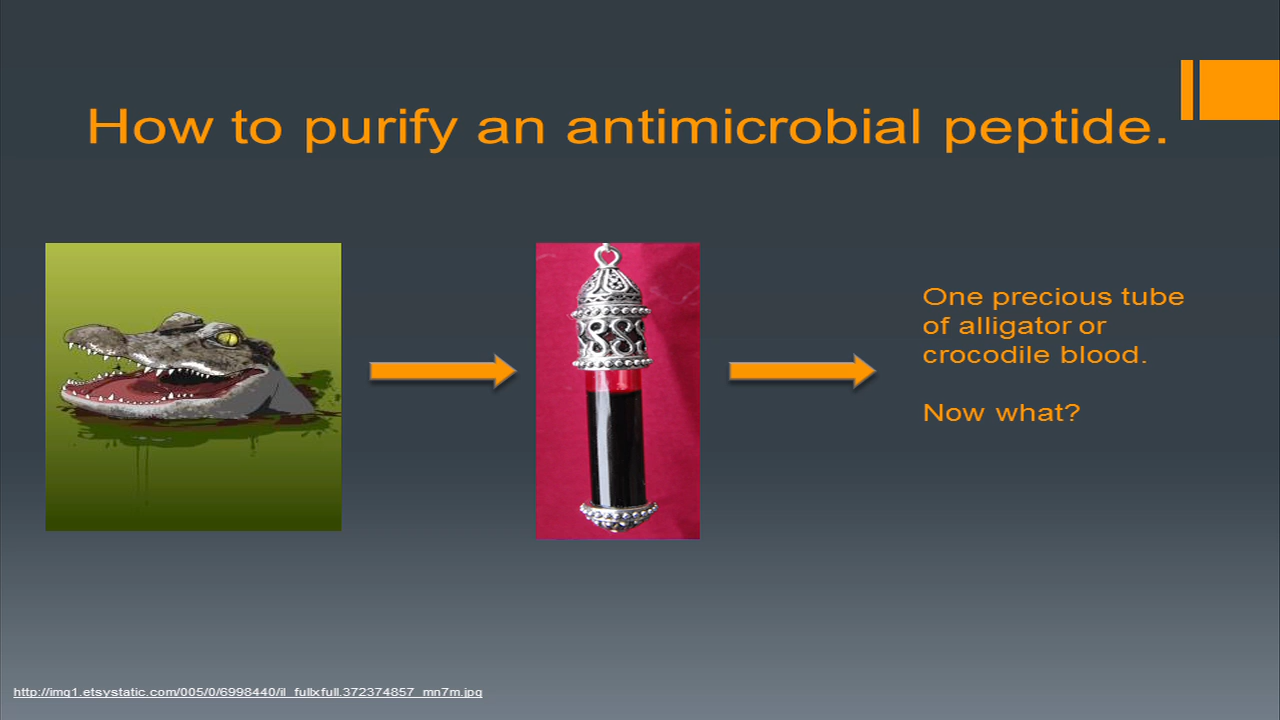 How to purify an antimicrobial peptide.
One precious tube
of alligator or
crocodile blood.
Now what?
http://img1.etsystatic.com/005/0/6998440/il_fullxfull.372374857_mn7m.jpg